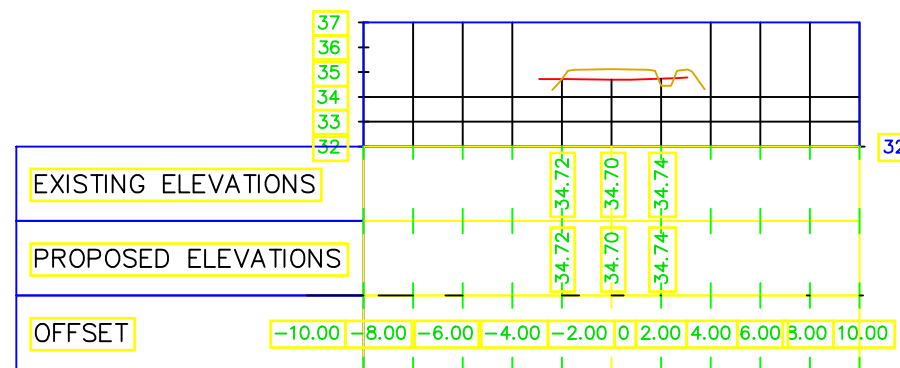 37
36
35
34
33
32
32
EXISTING ELEVATIONS 34.72 34.70 34.74
PROPOSED ELEVATIONS 34.72 34.70 34.74
OFFSET -10.00 -8.00 -6.00 -4.00 -2.00 0 2.00 4.00 6.00 8.00 10.00